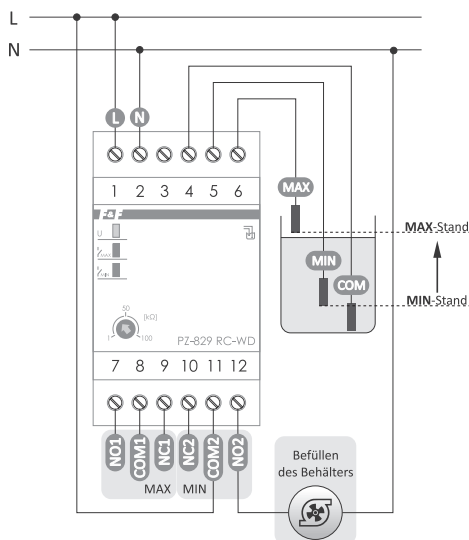 L
N
L N
1 2 3 4 5 6
MAX
MAX-Stand
MIN
COM
MIN-Stand
F&F
U
MAX
MIN
50
[kΩ]
1 100
PZ-829 RC-WD
7 8 9 10 11 12
NO1 COM1 NC1 NC2 COM2 NO2
MAX MIN
Befüllen
des Behälters